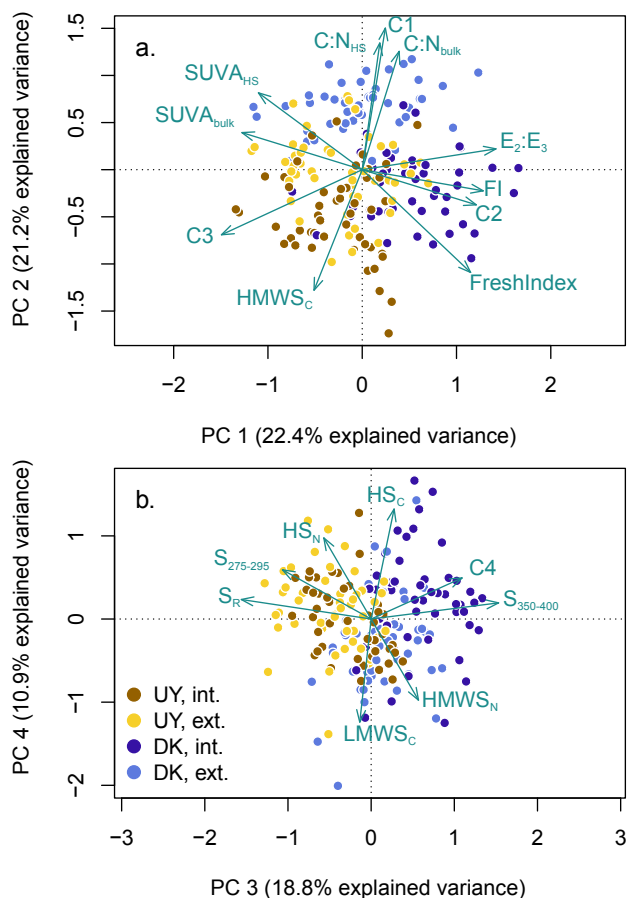 a.
C1
C:N_HS
C:N_bulk
SUVA_HS
SUVA_bulk
E₂:E₃
FI
C2
C3
HMWS_C
FreshIndex
1.5
0.5
−0.5
−1.5
PC 2 (21.2% explained variance)
−2 −1 0 1 2
PC 1 (22.4% explained variance)
b.
HS_C
HS_N
S_275-295
C4
S_R
S_350-400
HMWS_N
LMWS_C
UY, int.
UY, ext.
DK, int.
DK, ext.
1
0
−1
−2
PC 4 (10.9% explained variance)
−3 −2 −1 0 1 2 3
PC 3 (18.8% explained variance)